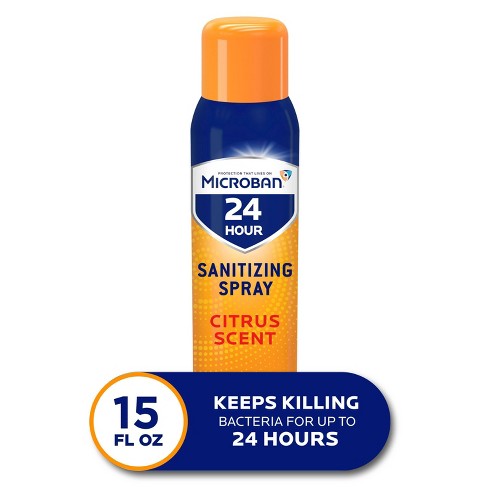 PROTECTION THAT LIVES ON
MICROBAN
24
HOUR
SANITIZING
SPRAY
CITRUS
SCENT
15
FL OZ
KEEPS KILLING
BACTERIA FOR UP TO
24 HOURS